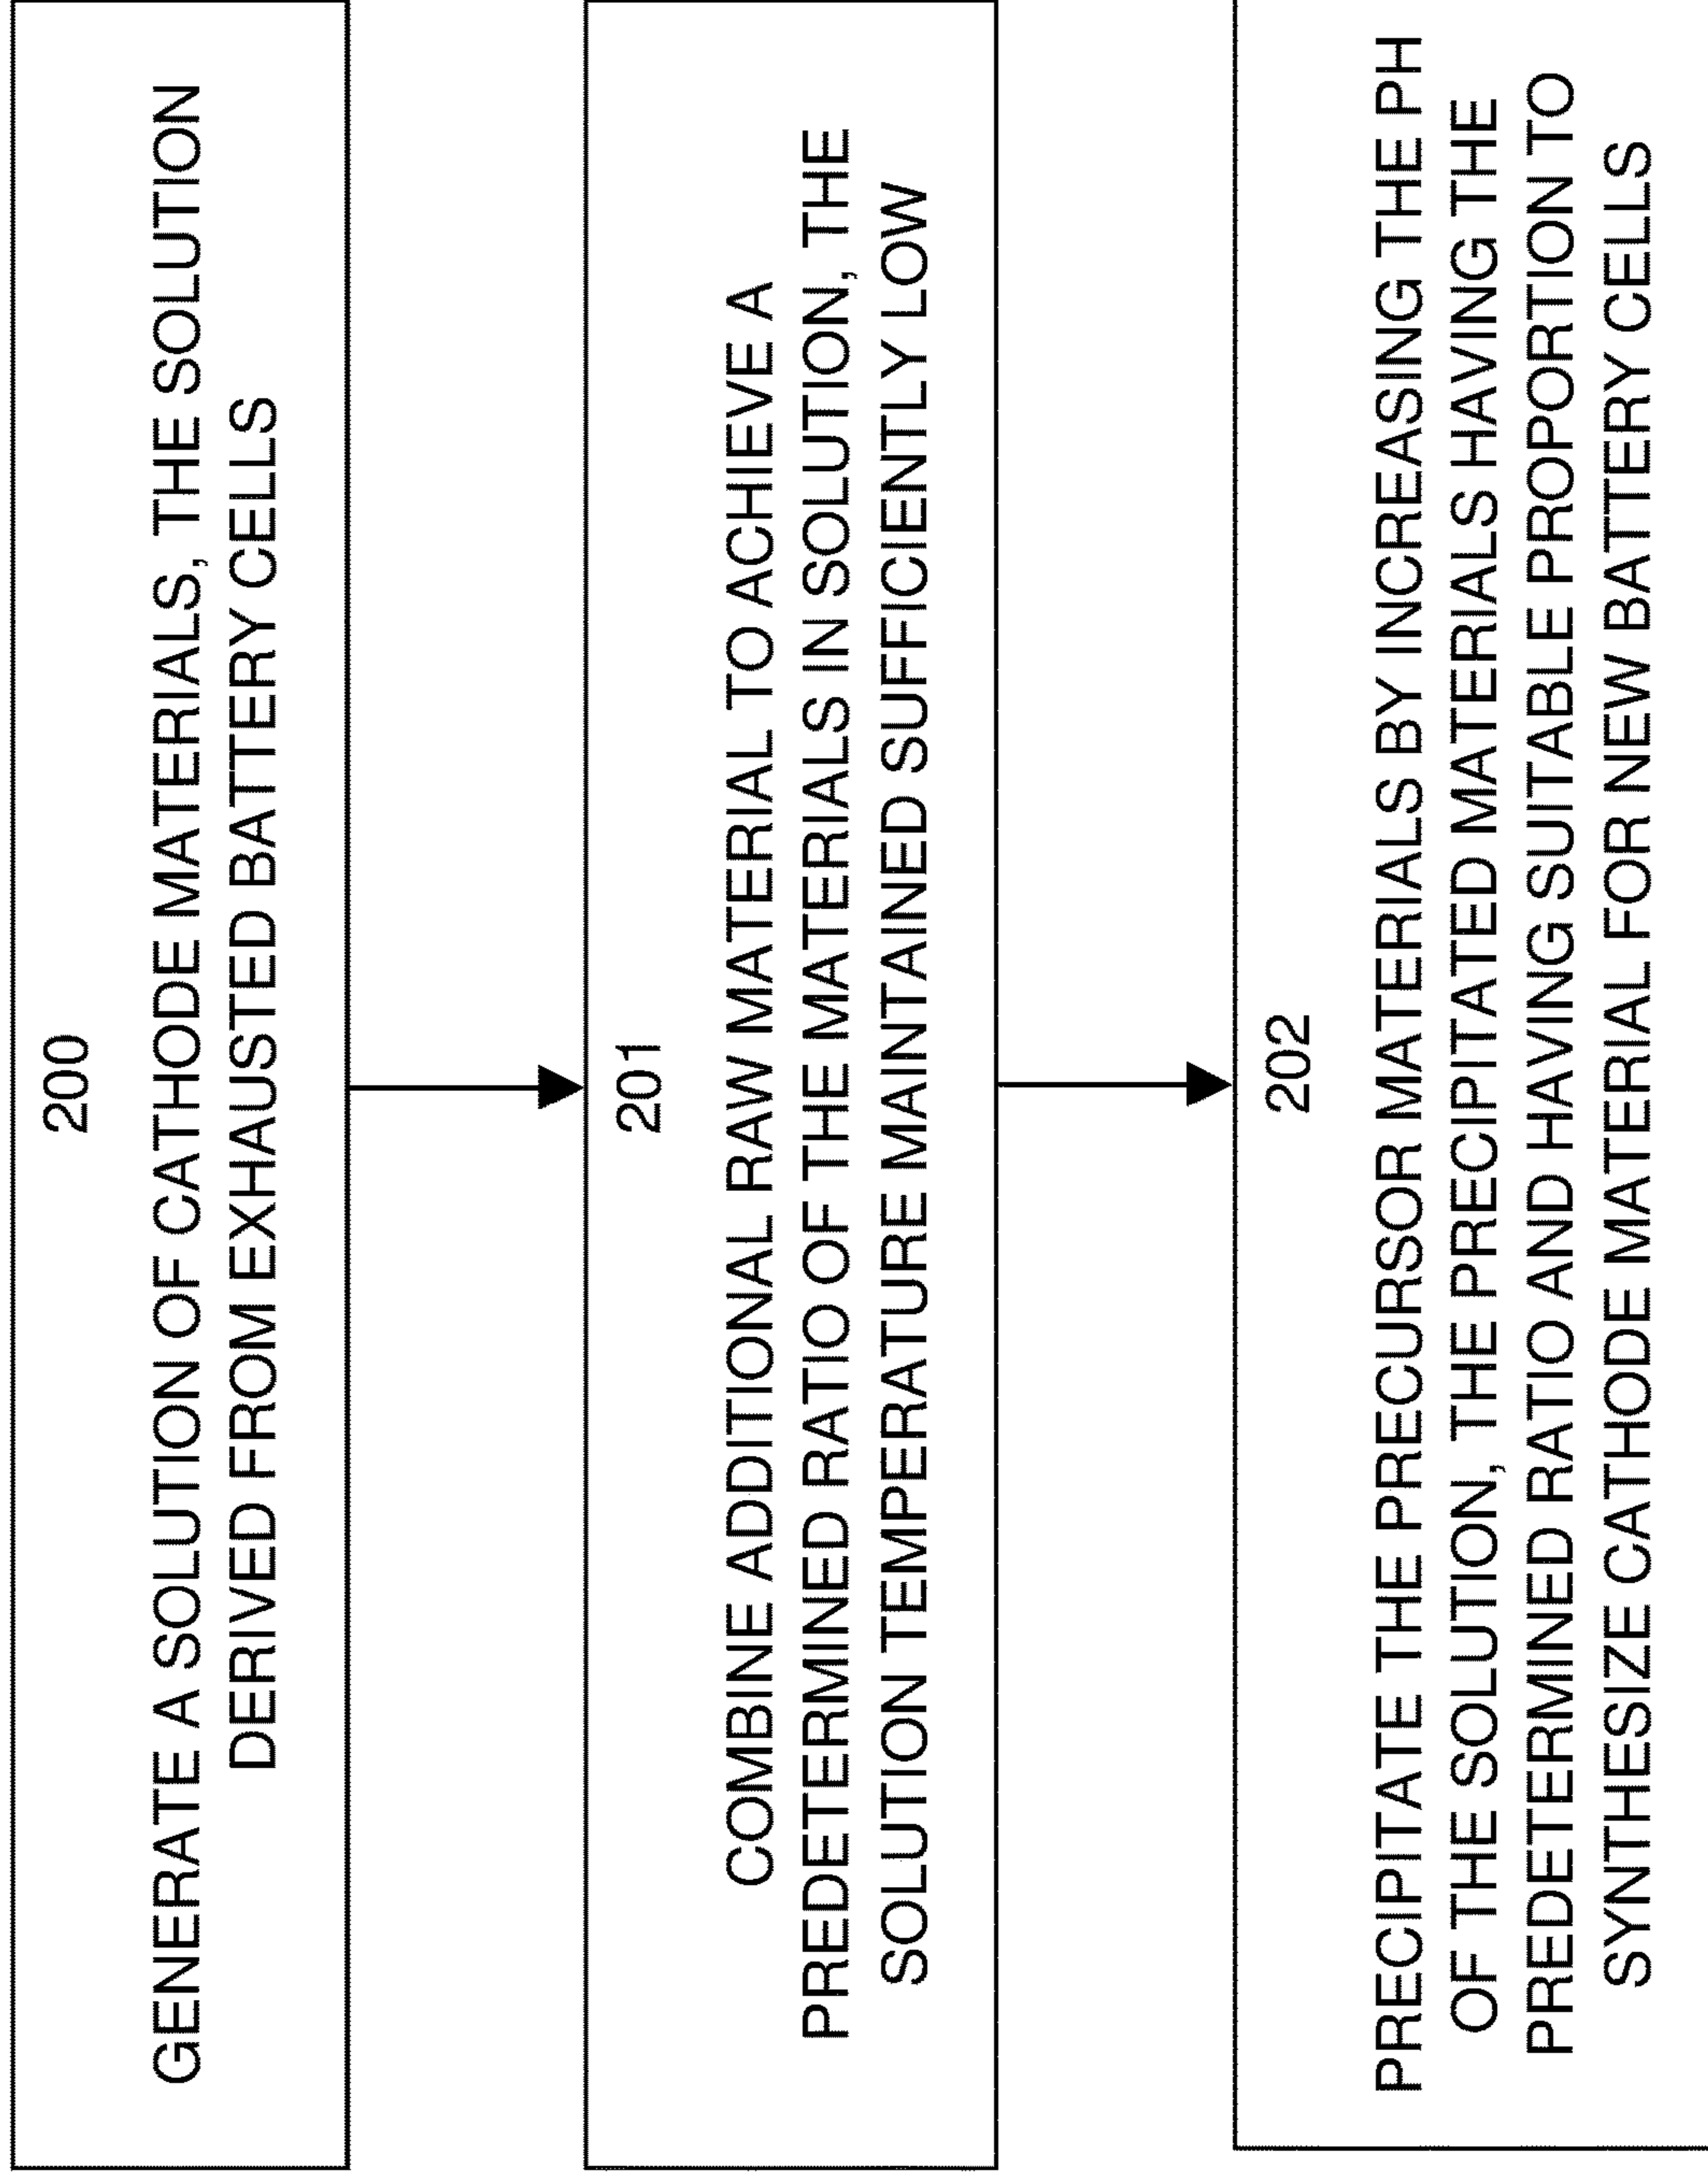 200
GENERATE A SOLUTION OF CATHODE MATERIALS, THE SOLUTION
DERIVED FROM EXHAUSTED BATTERY CELLS
201
COMBINE ADDITIONAL RAW MATERIAL TO ACHIEVE A
PREDETERMINED RATIO OF THE MATERIALS IN SOLUTION, THE
SOLUTION TEMPERATURE MAINTAINED SUFFICIENTLY LOW
202
PRECIPITATE THE PRECURSOR MATERIALS BY INCREASING THE PH
OF THE SOLUTION, THE PRECIPITATED MATERIALS HAVING THE
PREDETERMINED RATIO AND HAVING SUITABLE PROPORTION TO
SYNTHESIZE CATHODE MATERIAL FOR NEW BATTERY CELLS